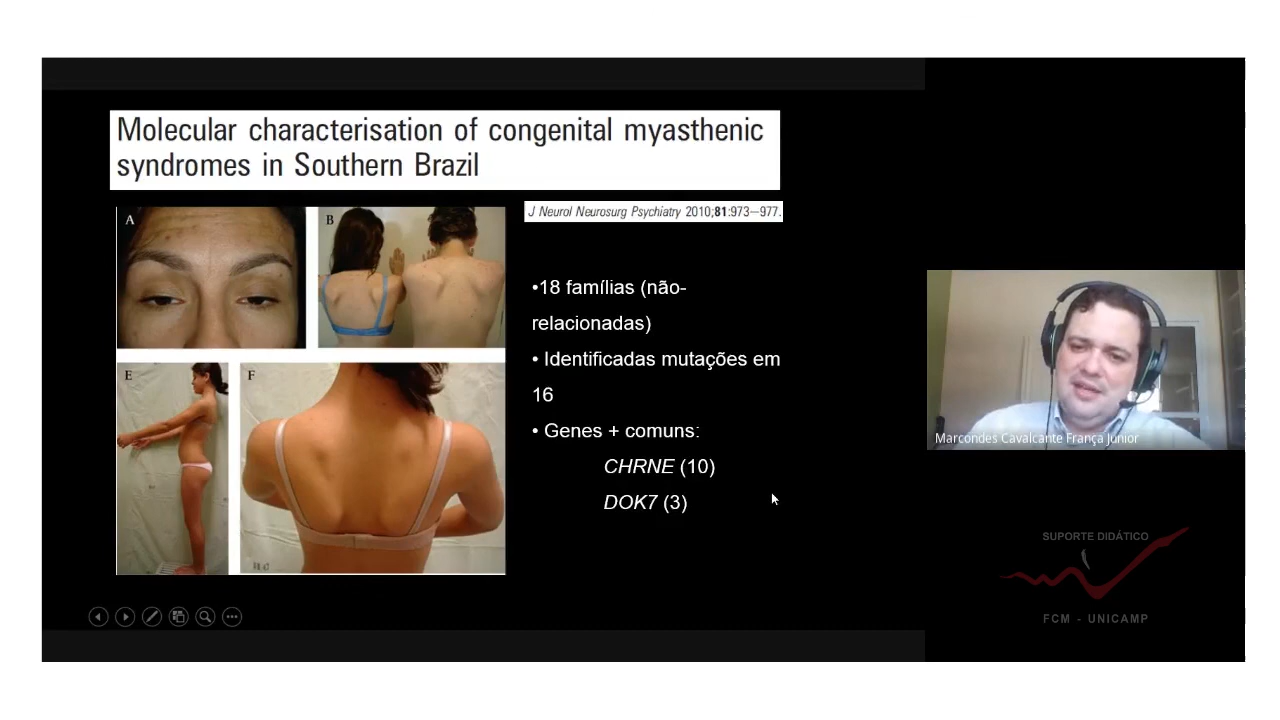 Molecular characterisation of congenital myasthenic
syndromes in Southern Brazil
A
B
J Neurol Neurosurg Psychiatry 2010;81:973–977.
•18 famílias (não-
relacionadas)
• Identificadas mutações em
16
• Genes + comuns:
CHRNE (10)
DOK7 (3)
E
F
Marcondes Cavalcante França Júnior
SUPORTE DIDÁTICO
FCM - UNICAMP